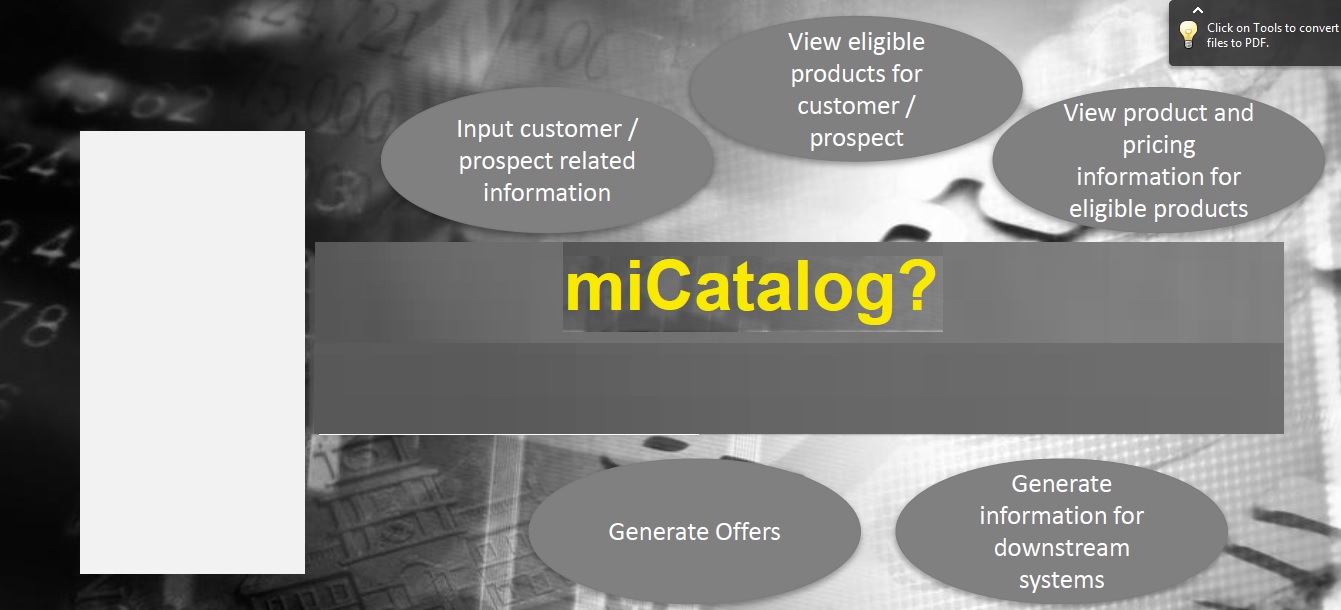 View eligible
products for
customer /
prospect
Click on Tools to convert
files to PDF.
Input customer /
prospect related
information
View product and
pricing
information for
eligible products
miCatalog?
Generate Offers
Generate
information for
downstream
systems